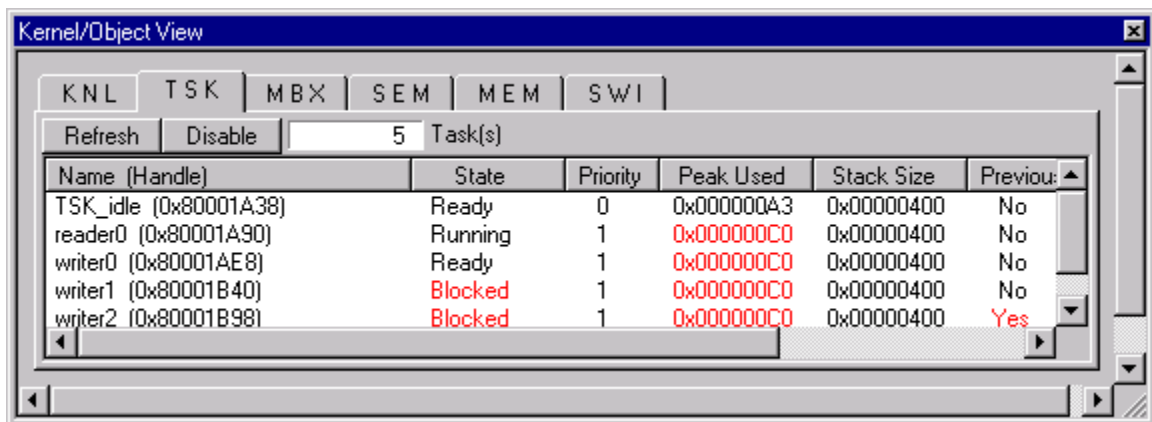 Kernel/Object View
KNL TSK MBX SEM MEM SWI
Refresh Disable 5 Task(s)
Name (Handle) State Priority Peak Used Stack Size Previou
TSK_idle (0x80001A38) Ready 0 0x000000A3 0x00000400 No
reader0 (0x80001A90) Running 1 0x000000C0 0x00000400 No
writer0 (0x80001AE8) Ready 1 0x000000C0 0x00000400 No
writer1 (0x80001B40) Blocked 1 0x000000C0 0x00000400 No
writer2 (0x80001B98) Blocked 1 0x000000C0 0x00000400 Yes